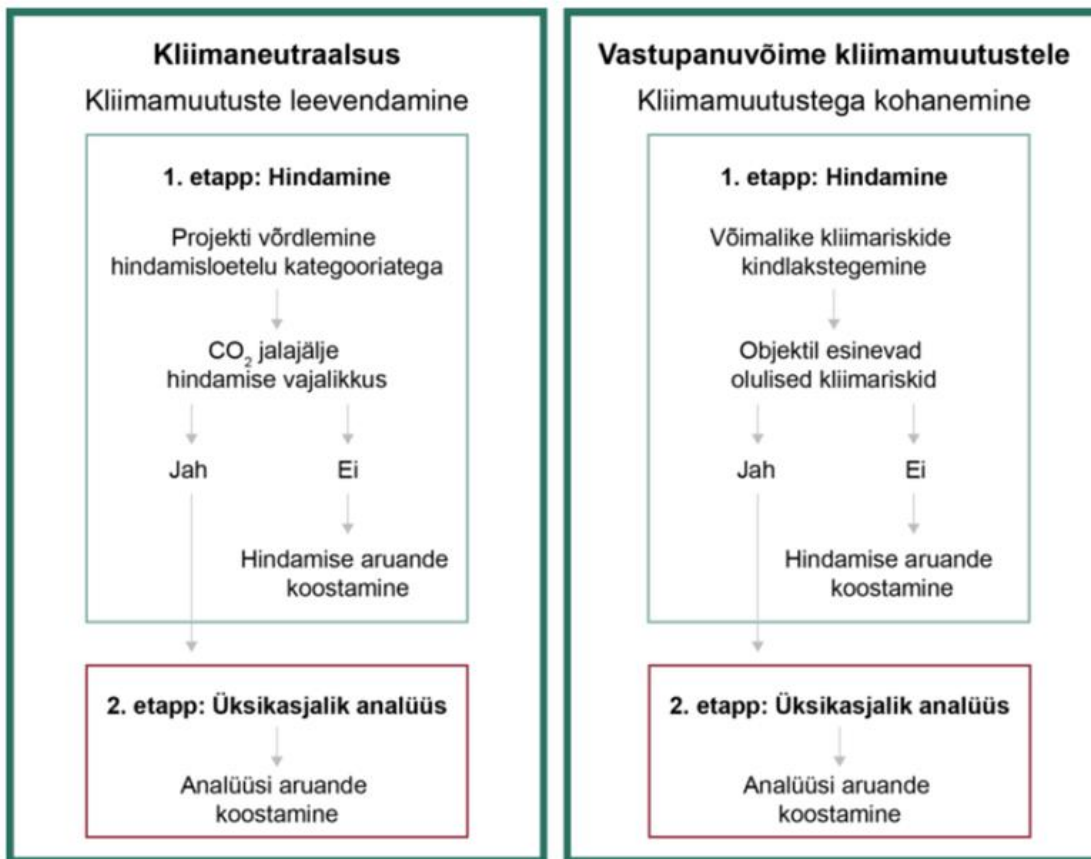 Kliimaneutraalsus
Kliimamuutuste leevendamine
1. etapp: Hindamine
Projekti võrdlemine
hindamisloetelu kategooriatega
CO₂ jalajälje
hindamise vajalikkus
Jah
Ei
Hindamise aruande
koostamine
2. etapp: Üksikasjalik analüüs
Analüüsi aruande
koostamine
Vastupanuvõime kliimamuutustele
Kliimamuutustega kohanemine
1. etapp: Hindamine
Võimalike kliimariskide
kindlakstegemine
Objektil esinevad
olulised kliimariskid
Jah
Ei
Hindamise aruande
koostamine
2. etapp: Üksikasjalik analüüs
Analüüsi aruande
koostamine